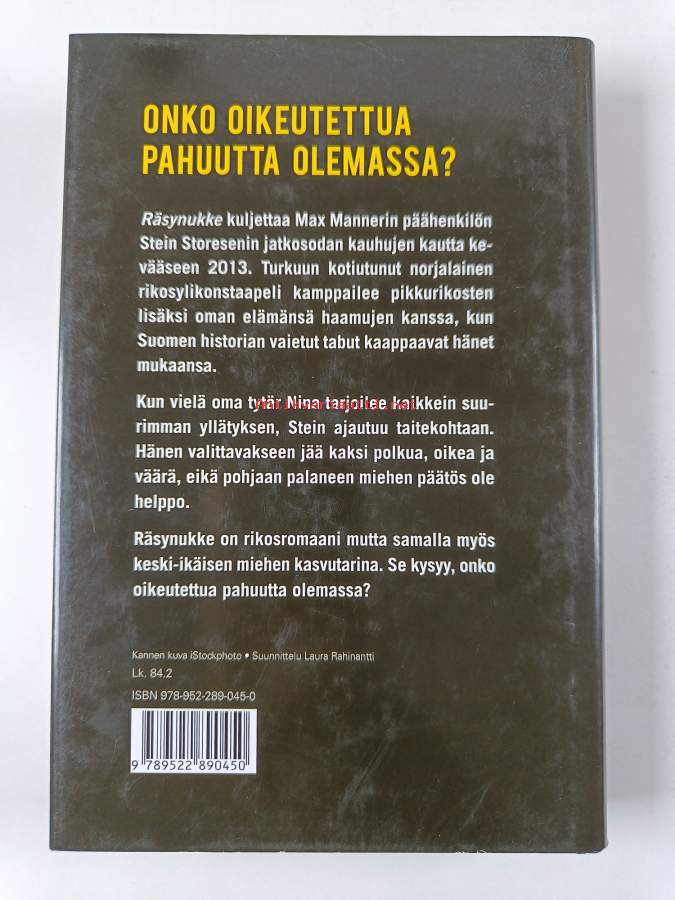 ONKO OIKEUTETTUA
PAHUUTTA OLEMASSA?
Räsynukke kuljettaa Max Mannerin päähenkilön
Stein Storesenin jatkosodan kauhujen kautta ke-
vääseen 2013. Turkuun kotiutunut norjalainen
rikosylikonstaapeli kamppailee pikkurikosten
lisäksi oman elämänsä haamujen kanssa, kun
Suomen historian vaietut tabut kaappaavat hänet
mukaansa.
Kun vielä oma tytär Nina tarjoilee kaikkein suu-
rimman yllätyksen, Stein ajautuu taitekohtaan.
Hänen valittavakseen jää kaksi polkua, oikea ja
väärä, eikä pohjaan palaneen miehen päätös ole
helppo.
Räsynukke on rikosromaani mutta samalla myös
keski-ikäisen miehen kasvutarina. Se kysyy, onko
oikeutettua pahuutta olemassa?
Kannen kuva iStockphoto • Suunnittelu Laura Rahinantti
Lk. 84.2
ISBN 978-952-289-045-0
9 789522 890450